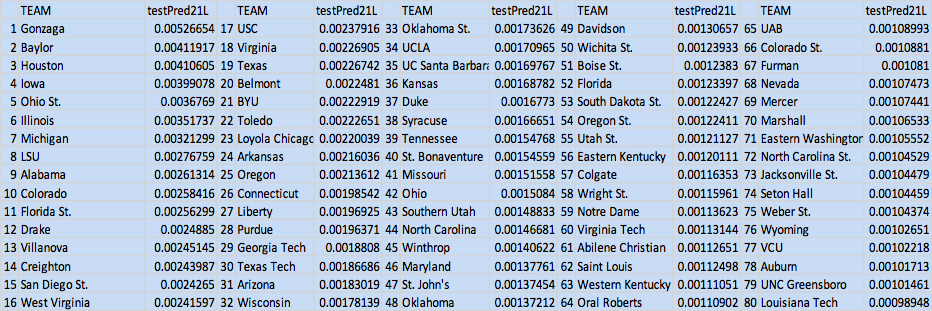 TEAM testPred21L TEAM testPred21L TEAM testPred21L TEAM testPred21L TEAM testPred21L
1 Gonzaga 0.00526654 17 USC 0.00237916 33 Oklahoma St. 0.00173626 49 Davidson 0.00130657 65 UAB 0.00108993
2 Baylor 0.00411917 18 Virginia 0.00226905 34 UCLA 0.00170965 50 Wichita St. 0.00123933 66 Colorado St. 0.0010881
3 Houston 0.00410605 19 Texas 0.00226742 35 UC Santa Barbara 0.00169767 51 Boise St. 0.0012383 67 Furman 0.001081
4 Iowa 0.00399078 20 Belmont 0.0022481 36 Kansas 0.00168782 52 Florida 0.00123397 68 Nevada 0.00107473
5 Ohio St. 0.0036769 21 BYU 0.00222919 37 Duke 0.0016773 53 South Dakota St. 0.00122427 69 Mercer 0.00107441
6 Illinois 0.00351737 22 Toledo 0.00222651 38 Syracuse 0.00166651 54 Oregon St. 0.00122411 70 Marshall 0.00106533
7 Michigan 0.00321299 23 Loyola Chicago 0.00220039 39 Tennessee 0.00154768 55 Utah St. 0.00121127 71 Eastern Washington 0.00105552
8 LSU 0.00276759 24 Arkansas 0.00216036 40 St. Bonaventure 0.00154559 56 Eastern Kentucky 0.00120111 72 North Carolina St. 0.00104529
9 Alabama 0.00261314 25 Oregon 0.00213612 41 Missouri 0.00151558 57 Colgate 0.00116353 73 Jacksonville St. 0.00104479
10 Colorado 0.00258416 26 Connecticut 0.00198542 42 Ohio 0.0015084 58 Wright St. 0.00115961 74 Seton Hall 0.00104459
11 Florida St. 0.00256299 27 Liberty 0.00196925 43 Southern Utah 0.00148833 59 Notre Dame 0.00113623 75 Weber St. 0.00104374
12 Drake 0.0024885 28 Purdue 0.00196371 44 North Carolina 0.00146681 60 Virginia Tech 0.00113144 76 Wyoming 0.00102651
13 Villanova 0.00245145 29 Georgia Tech 0.0018808 45 Winthrop 0.00140622 61 Abilene Christian 0.00112651 77 VCU 0.00102218
14 Creighton 0.00243987 30 Texas Tech 0.00186686 46 Maryland 0.00137761 62 Saint Louis 0.00112498 78 Auburn 0.00101713
15 San Diego St. 0.0024265 31 Arizona 0.00183019 47 St. John's 0.00137454 63 Western Kentucky 0.00111051 79 UNC Greensboro 0.00101461
16 West Virginia 0.00241597 32 Wisconsin 0.00178139 48 Oklahoma 0.00137212 64 Oral Roberts 0.00110902 80 Louisiana Tech 0.00098948